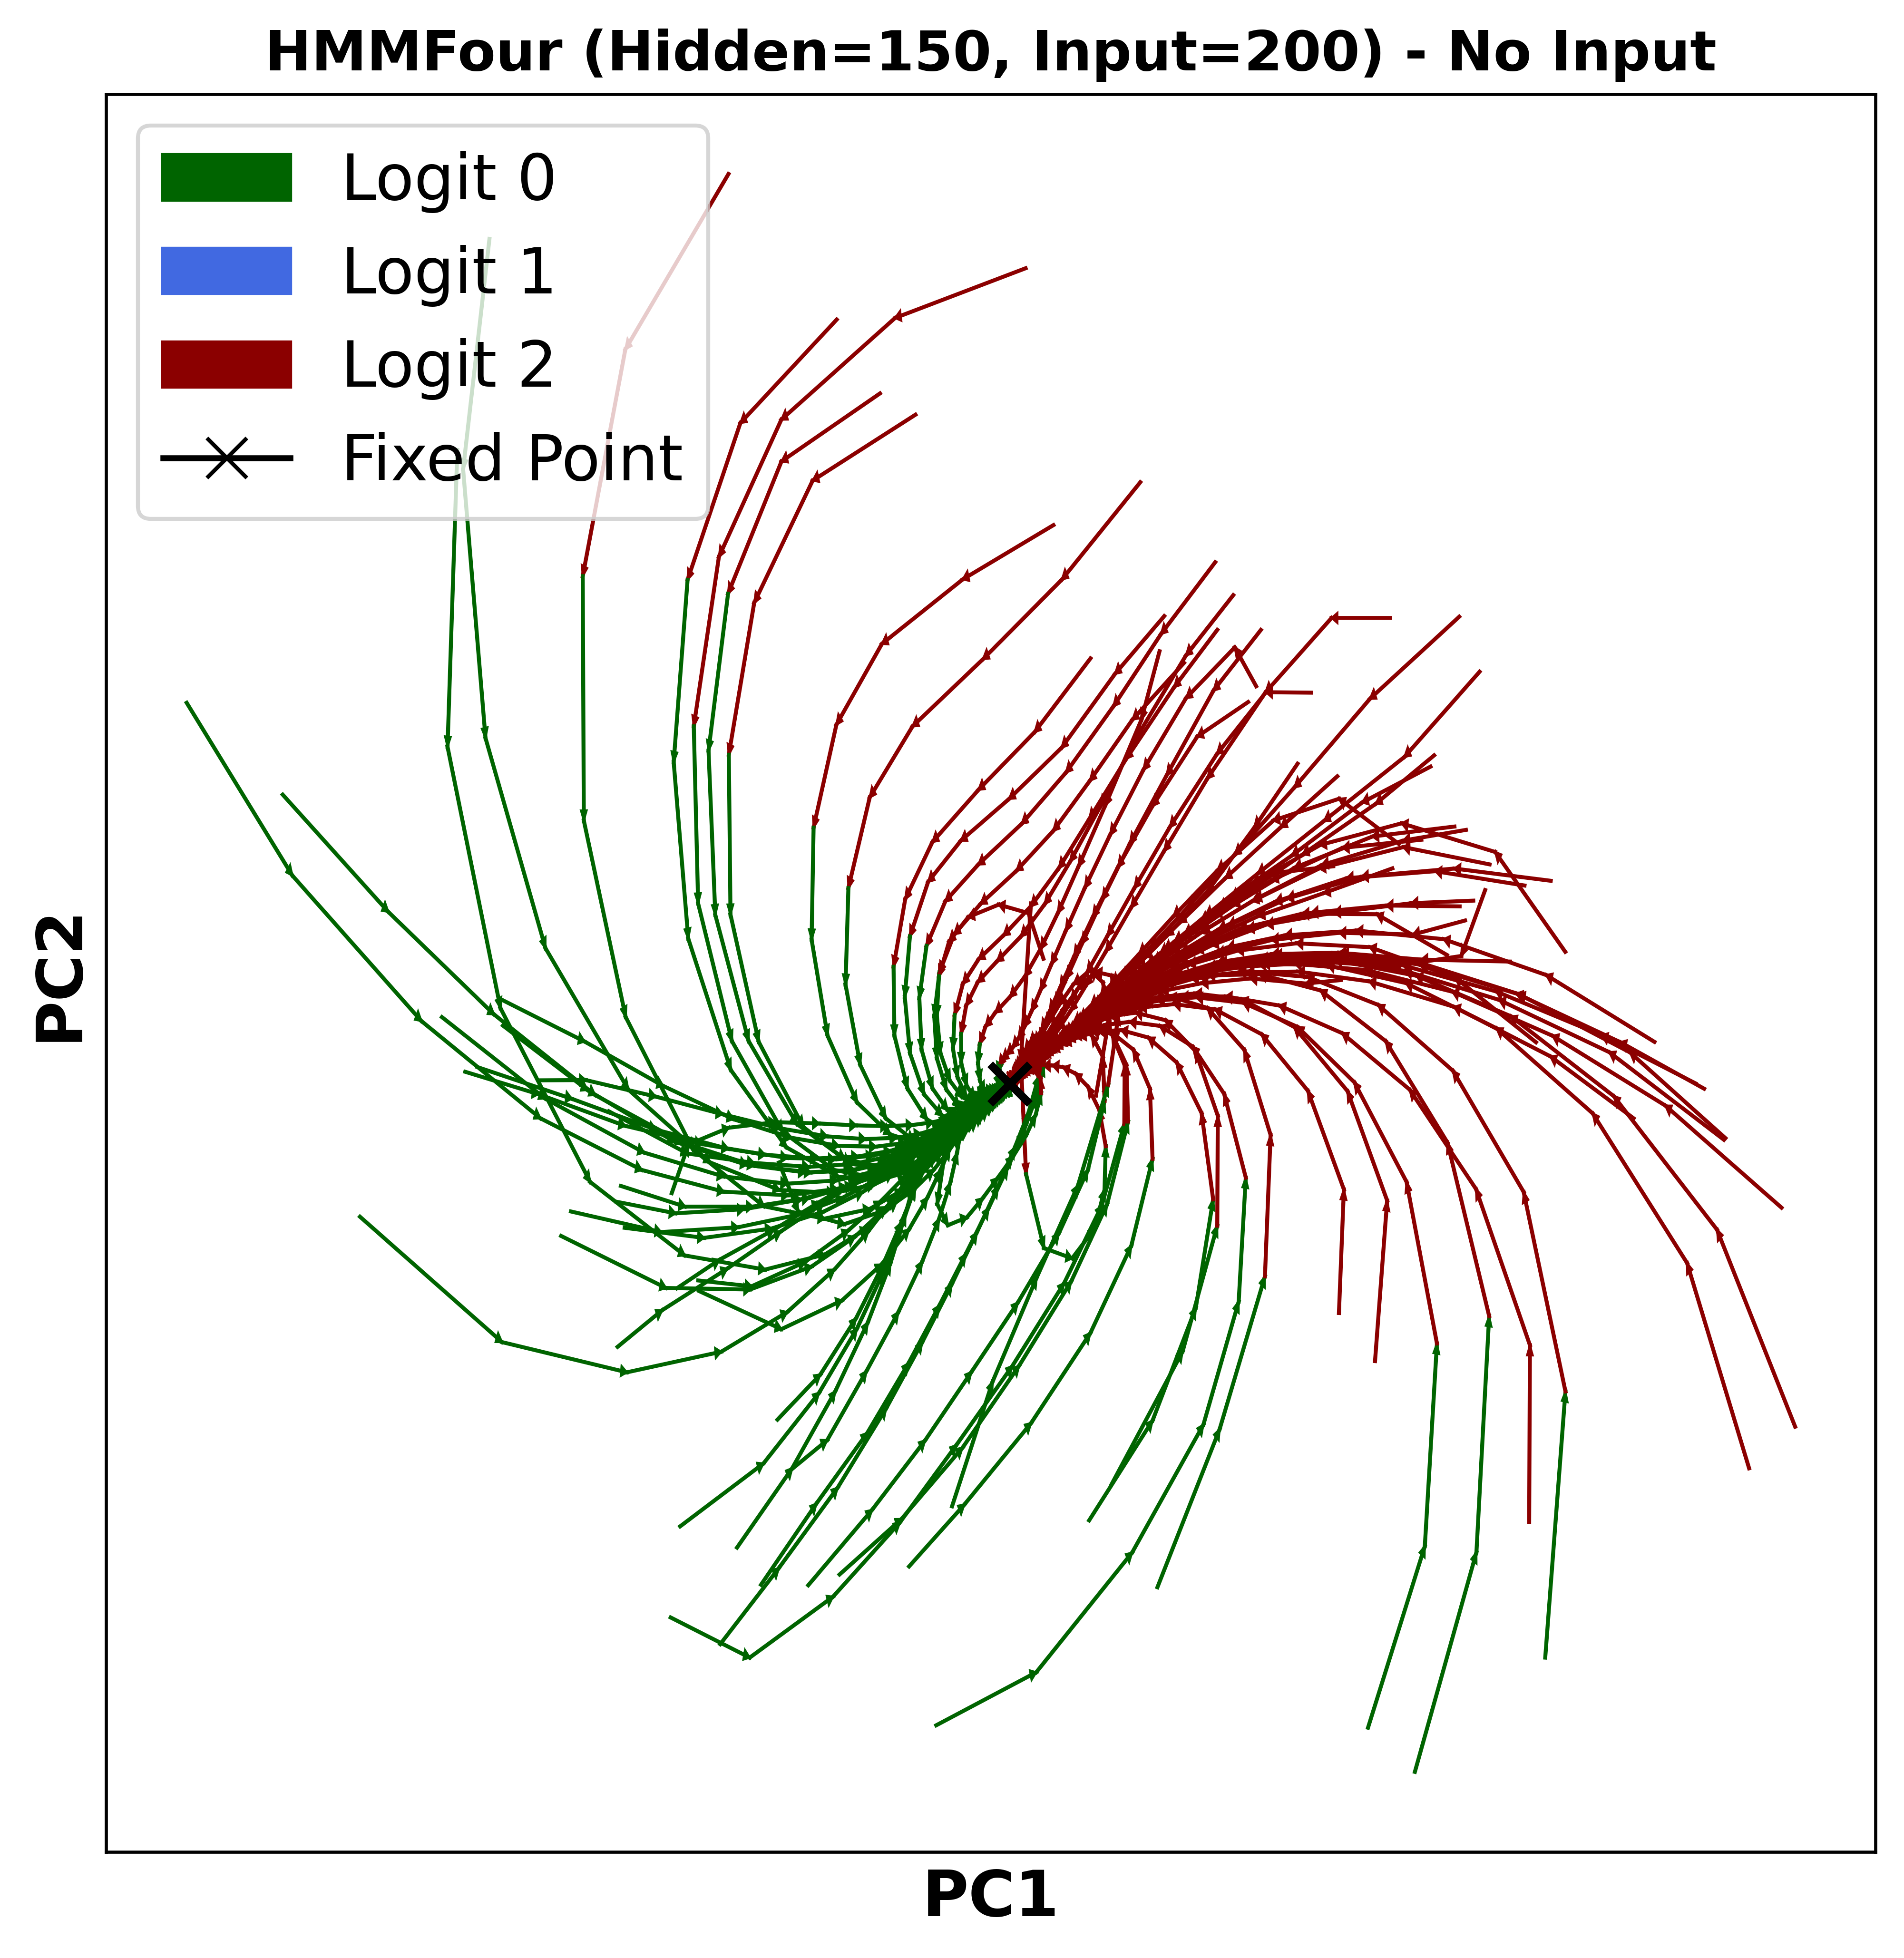 HMMFour (Hidden=150, Input=200) - No Input
Logit 0
Logit 1
Logit 2
Fixed Point
PC2
PC1